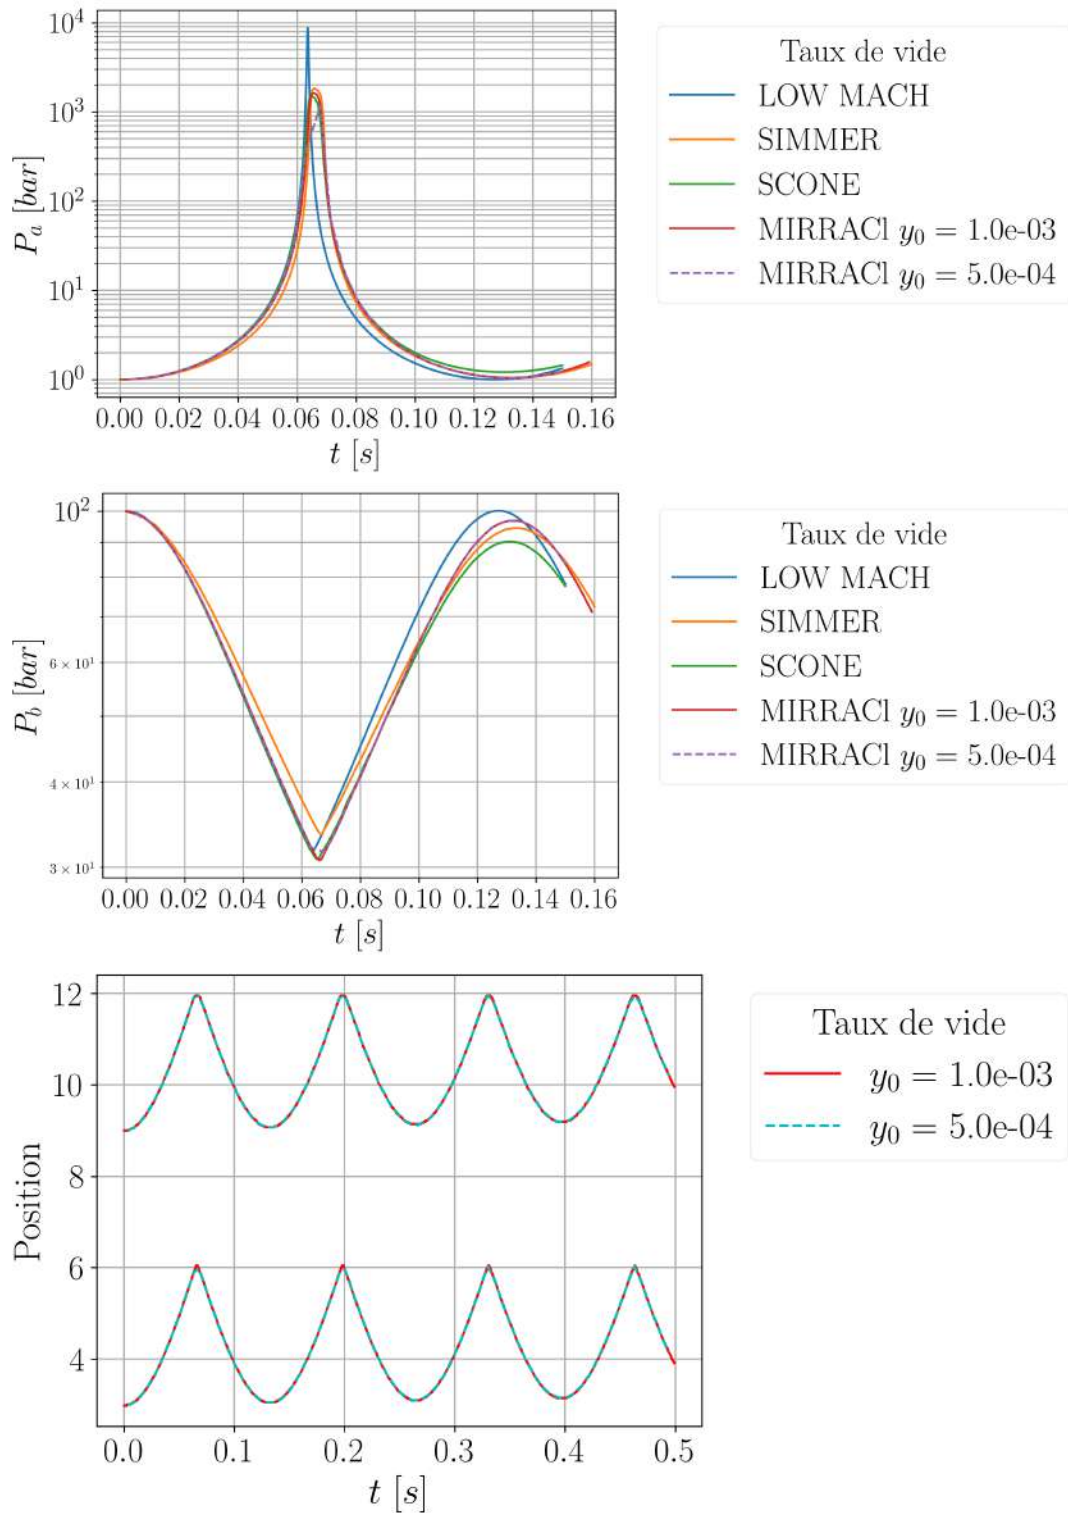 10^4
10^3
10^2
10^1
10^0
P_a [bar]
0.00 0.02 0.04 0.06 0.08 0.10 0.12 0.14 0.16
t [s]
Taux de vide
LOW MACH
SIMMER
SCONE
MIRRACl y_0 = 1.0e-03
MIRRACl y_0 = 5.0e-04
10^2
6 × 10^1
4 × 10^1
3 × 10^1
P_b [bar]
0.00 0.02 0.04 0.06 0.08 0.10 0.12 0.14 0.16
t [s]
Taux de vide
LOW MACH
SIMMER
SCONE
MIRRACl y_0 = 1.0e-03
MIRRACl y_0 = 5.0e-04
12
10
8
6
4
Position
0.0 0.1 0.2 0.3 0.4 0.5
t [s]
Taux de vide
y_0 = 1.0e-03
y_0 = 5.0e-04